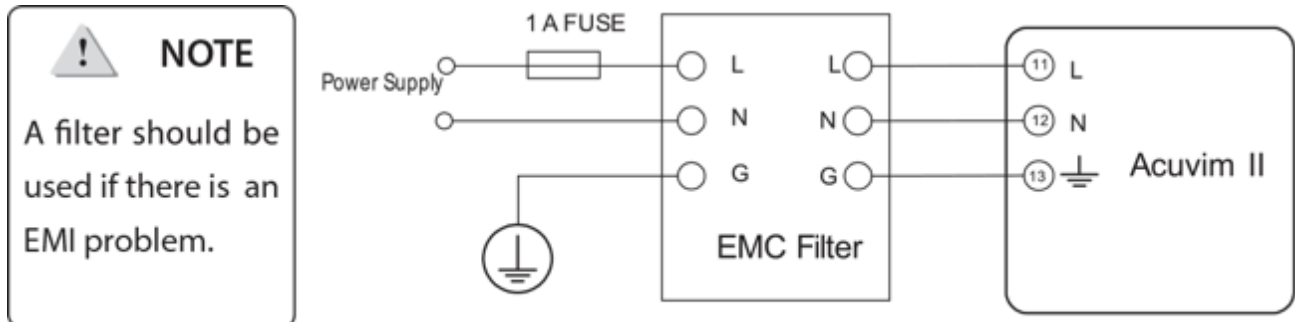 !
NOTE
A filter should be
used if there is an
EMI problem.
1 A FUSE
Power Supply
L L 11 L
N N 12 N
G G 13
Acuvim II
EMC Filter